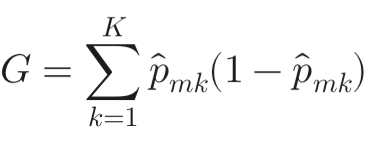 G = \sum_{k=1}^{K} \hat{p}_{mk}(1 - \hat{p}_{mk})